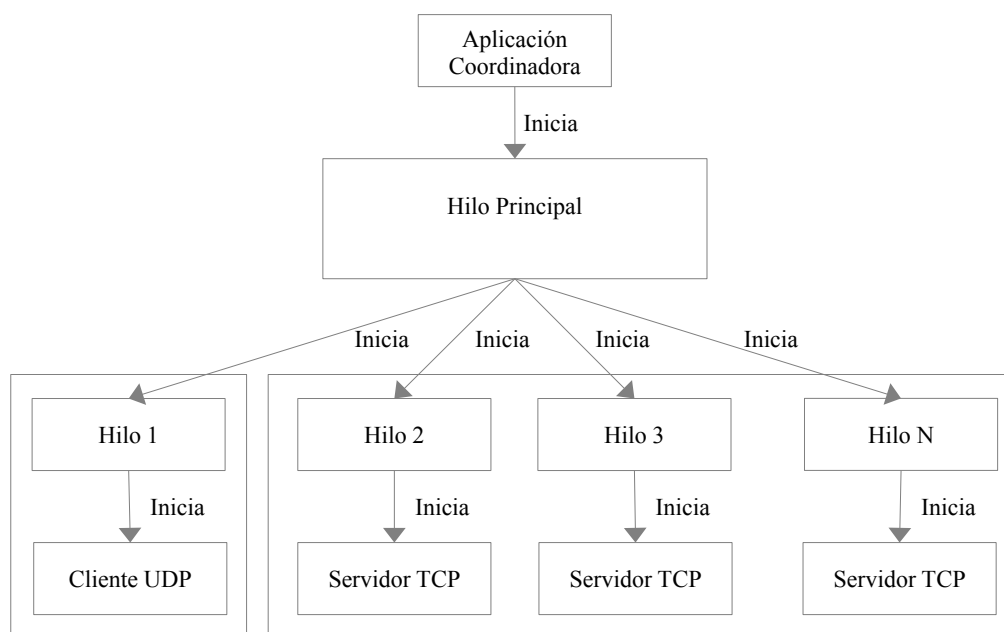 Aplicación
Coordinadora
Inicia
Hilo Principal
Inicia
Inicia
Inicia
Inicia
Hilo 1
Hilo 2
Hilo 3
Hilo N
Inicia
Inicia
Inicia
Inicia
Cliente UDP
Servidor TCP
Servidor TCP
Servidor TCP